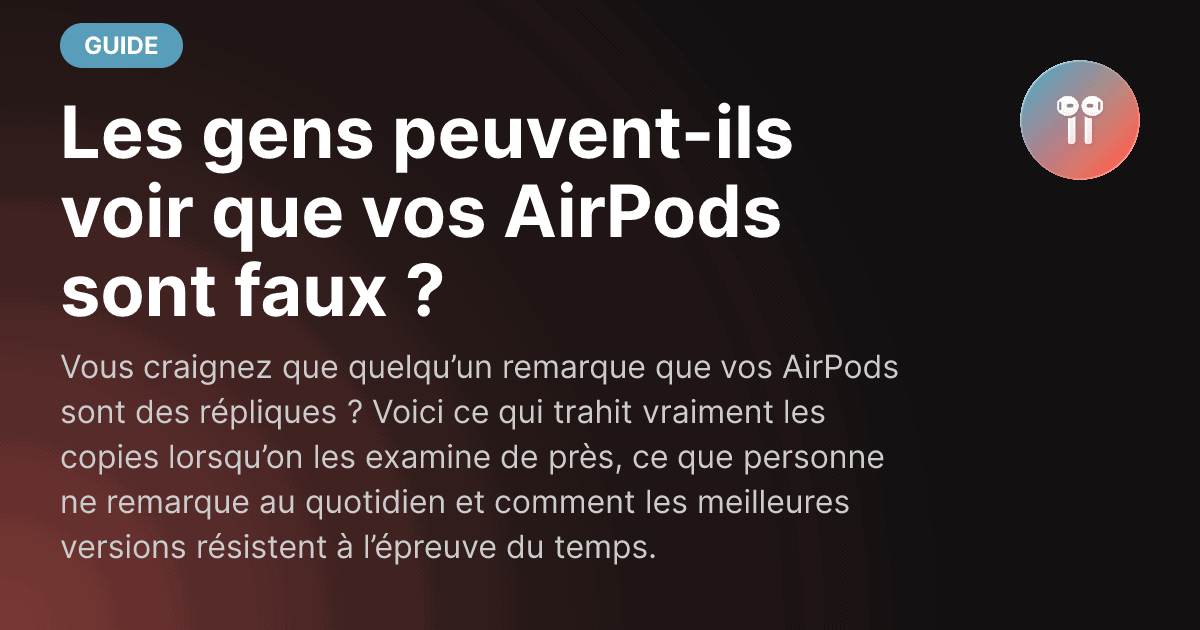 GUIDE
Les gens peuvent-ils
voir que vos AirPods
sont faux ?
Vous craignez que quelqu’un remarque que vos AirPods
sont des répliques ? Voici ce qui trahit vraiment les
copies lorsqu’on les examine de près, ce que personne
ne remarque au quotidien et comment les meilleures
versions résistent à l’épreuve du temps.